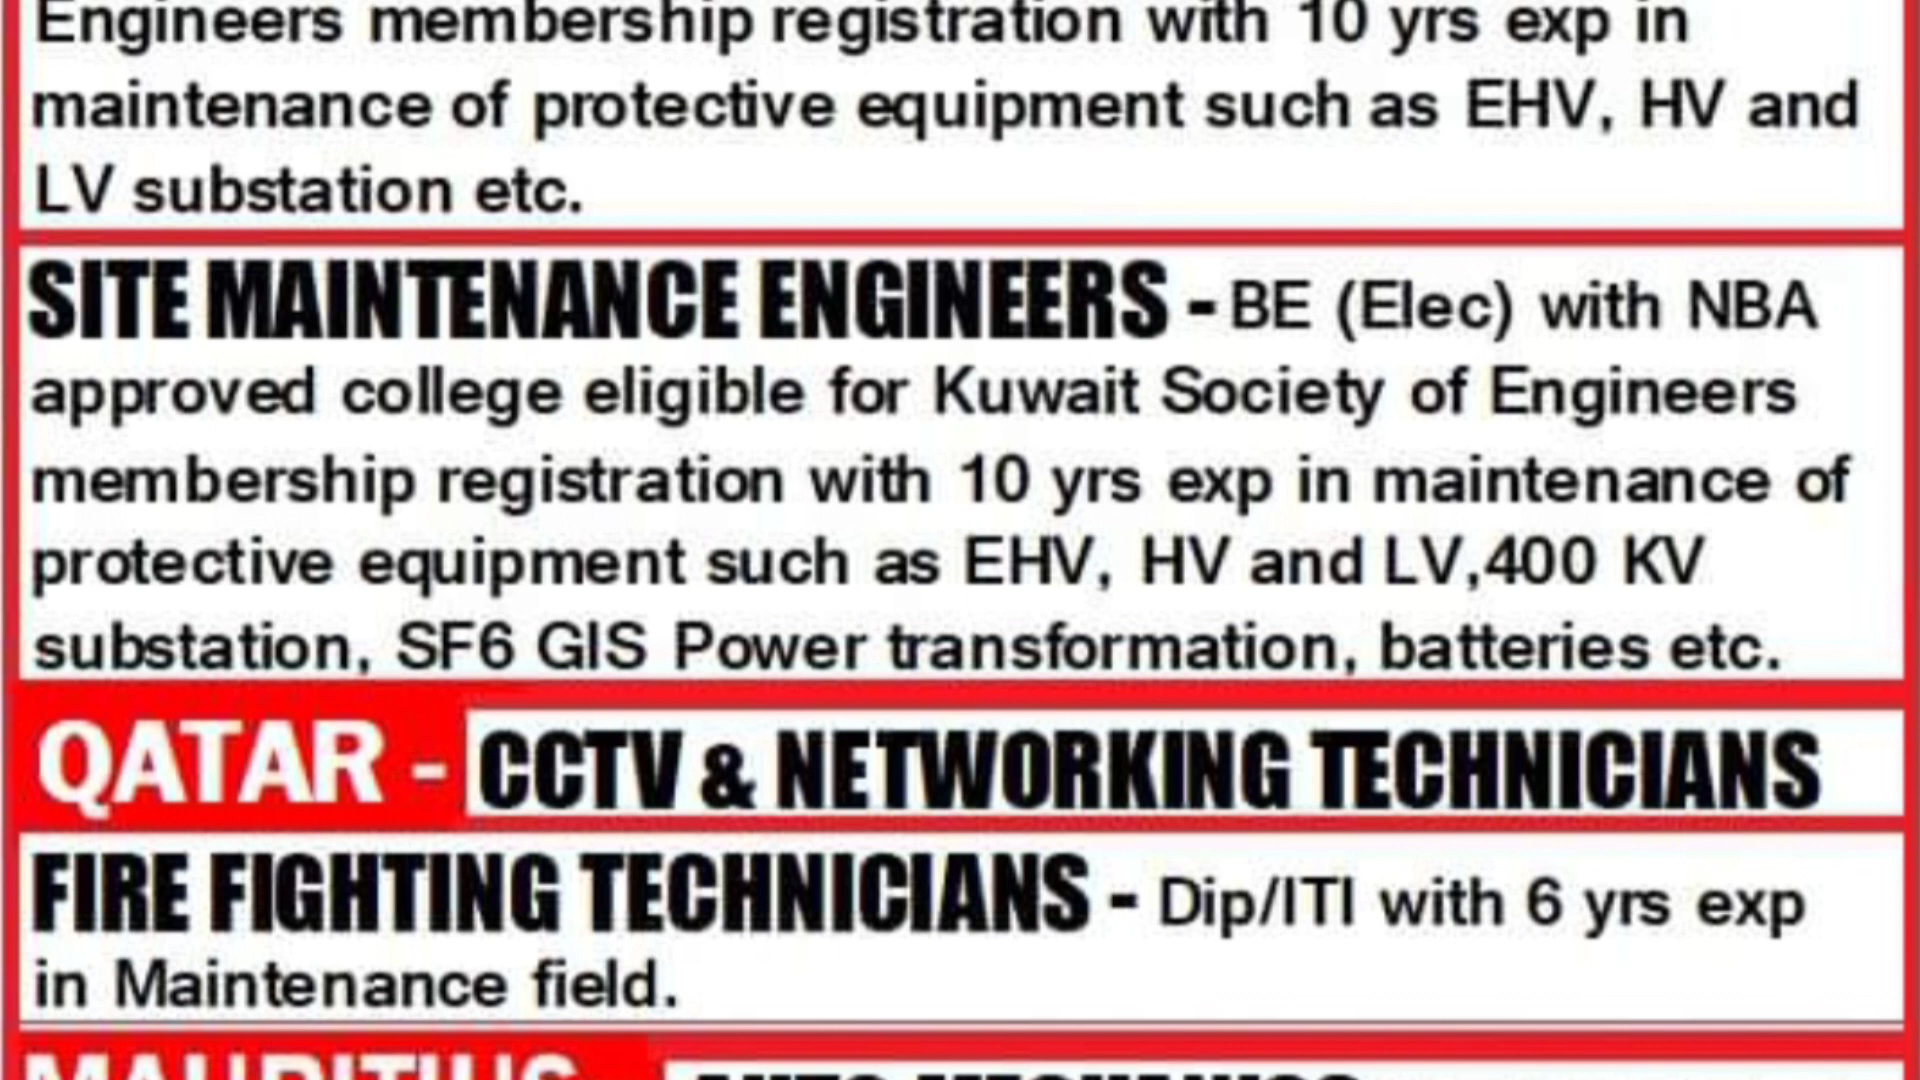 Engineers membership registration with 10 yrs exp in
maintenance of protective equipment such as EHV, HV and
LV substation etc.
SITE MAINTENANCE ENGINEERS - BE (Elec) with NBA
approved college eligible for Kuwait Society of Engineers
membership registration with 10 yrs exp in maintenance of
protective equipment such as EHV, HV and LV,400 KV
substation, SF6 GIS Power transformation, batteries etc.
QATAR - CCTV & NETWORKING TECHNICIANS
FIRE FIGHTING TECHNICIANS - Dip/ITI with 6 yrs exp
in Maintenance field.
MAURITIUS AUTO MECHANICS